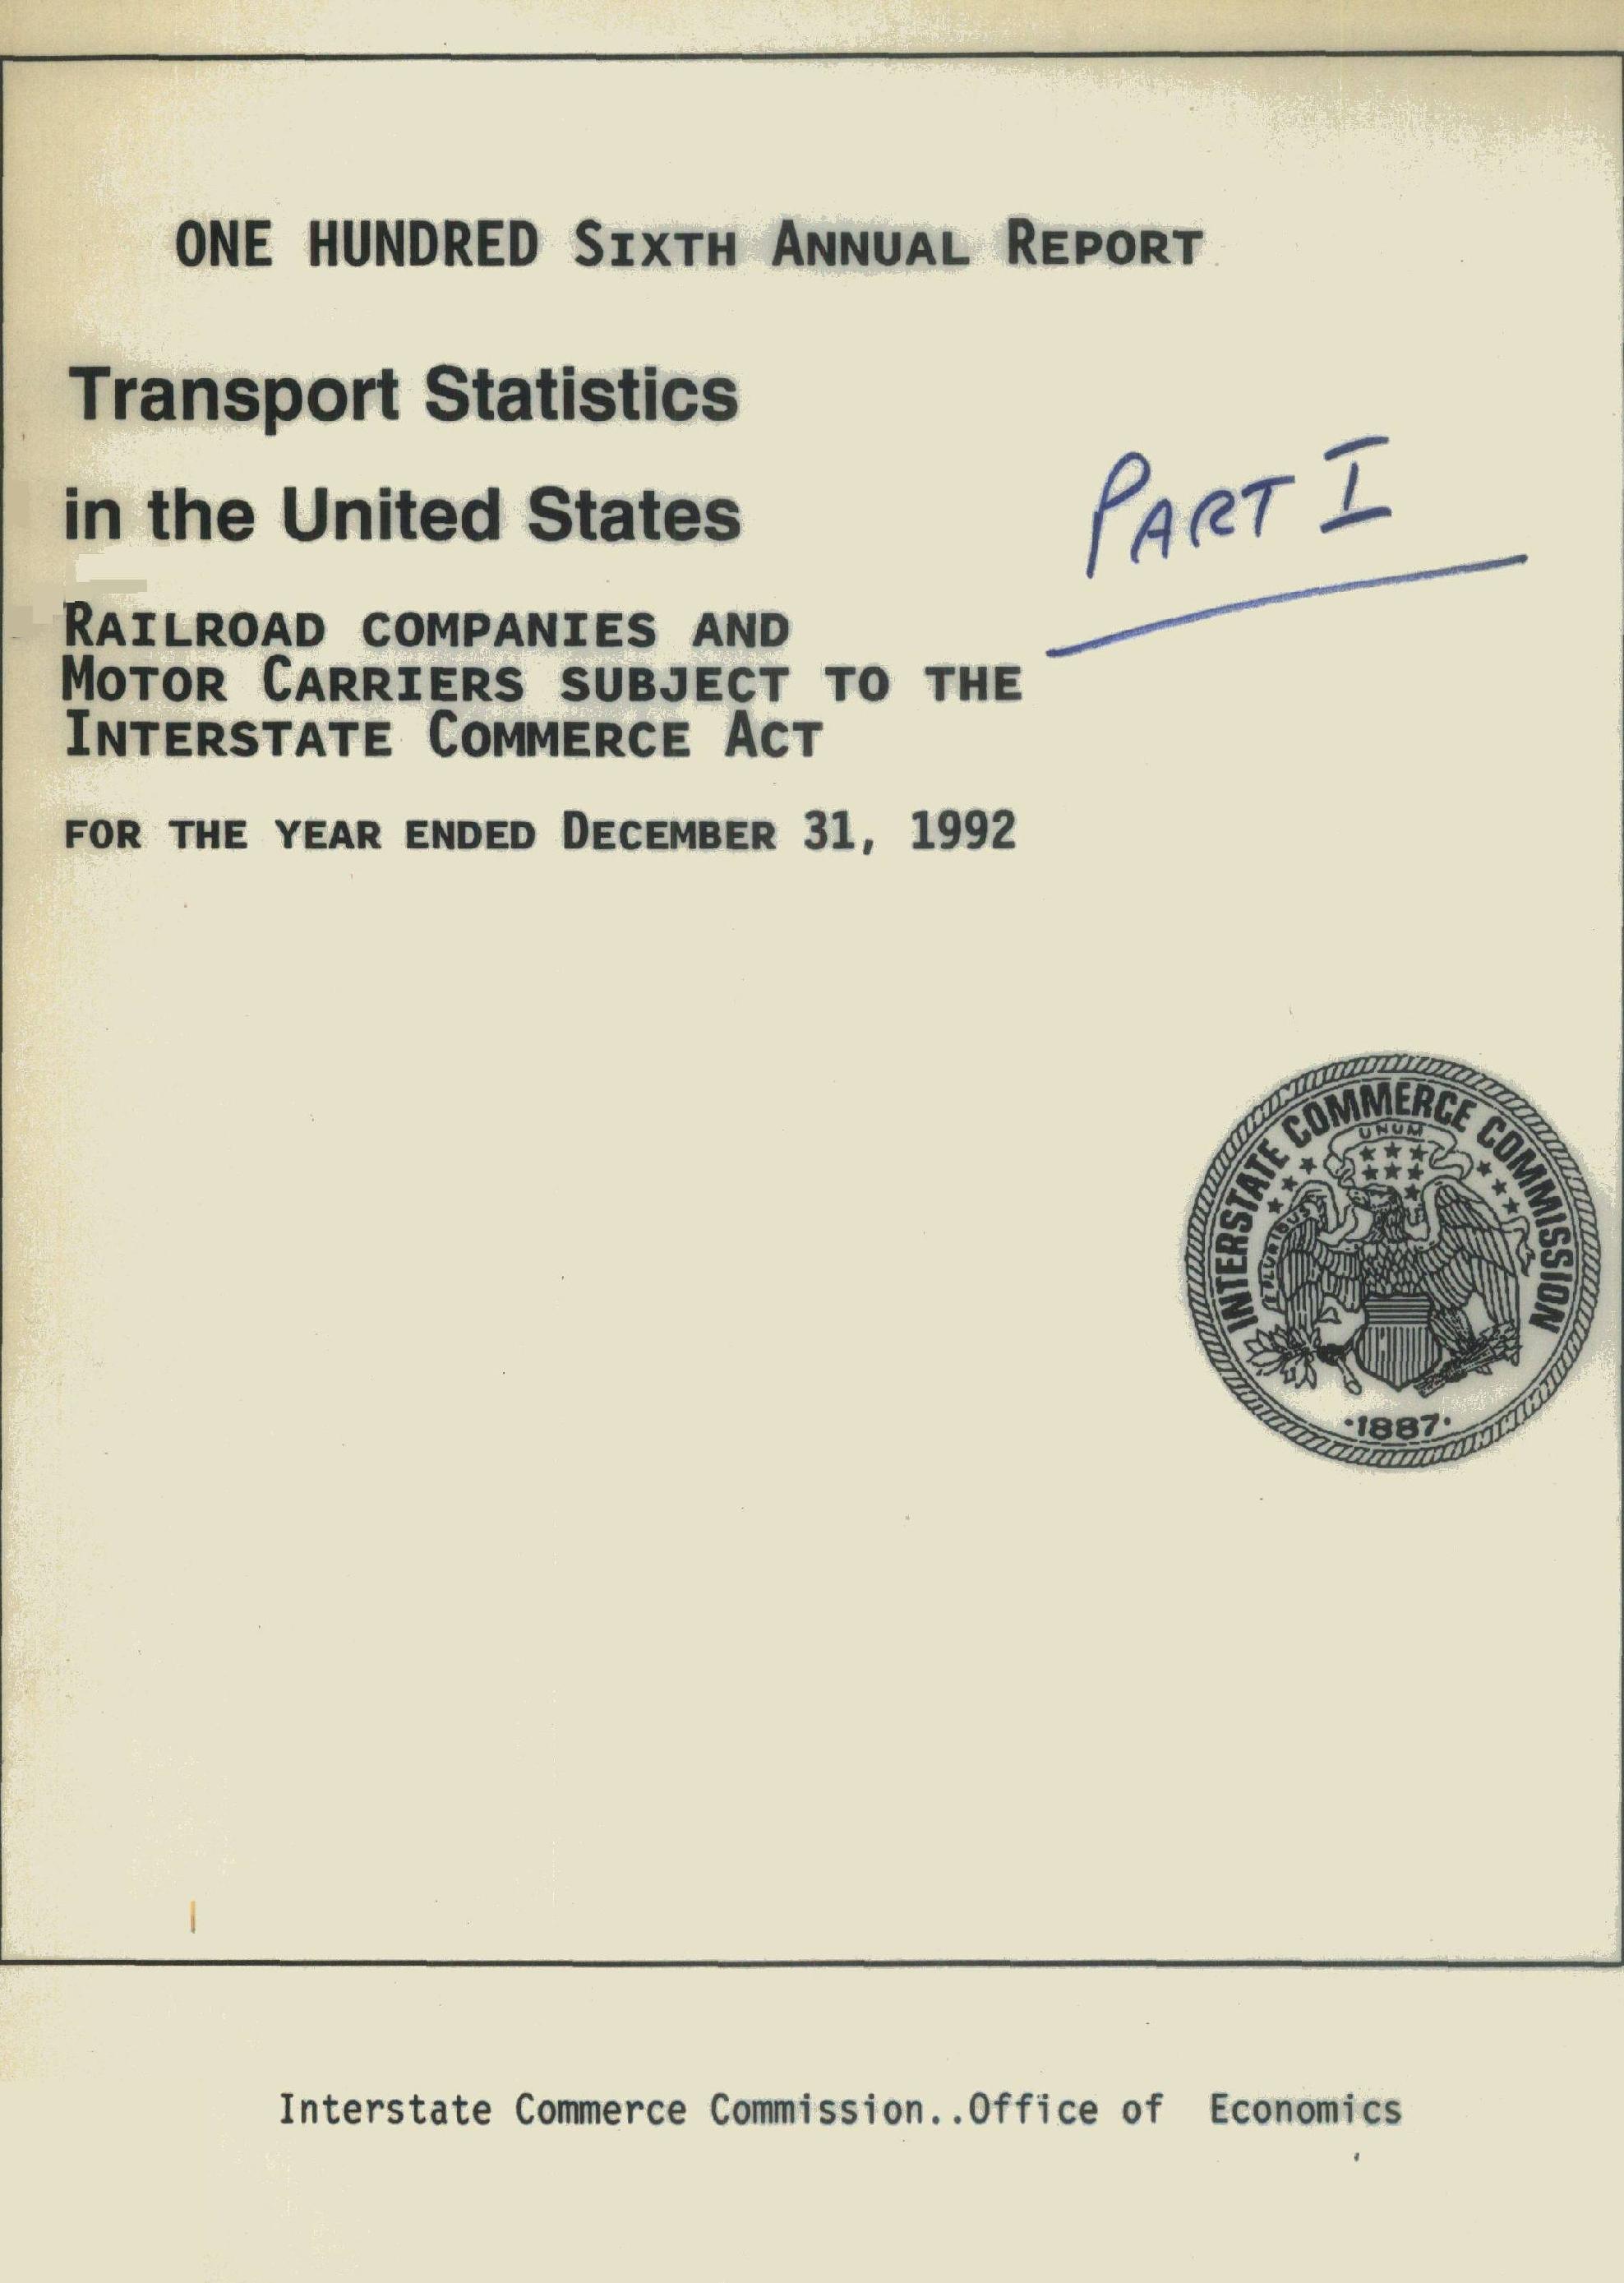 ONE HUNDRED SIXTH ANNUAL REPORT
Transport Statistics
in the United States
PART I
RAILROAD COMPANIES AND
MOTOR CARRIERS SUBJECT TO THE
INTERSTATE COMMERCE ACT
FOR THE YEAR ENDED DECEMBER 31, 1992
INTERSTATE COMMERCE COMMISSION
E PLURIBUS
UNUM
·1887·
Interstate Commerce Commission..Office of Economics